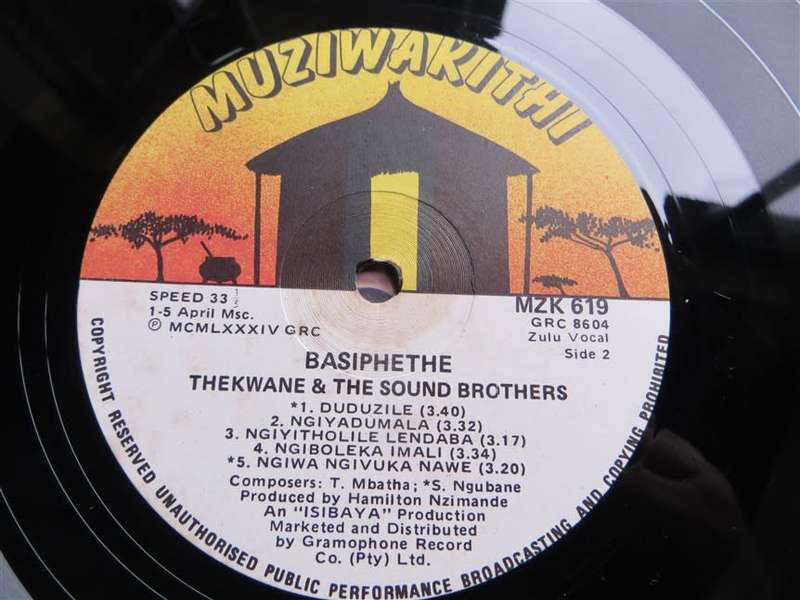 MUZIWAKITHI
SPEED 33 ⅓
1-5 April Msc.
Ⓟ MCMLXXXIV GRC
MZK 619
GRC 8604
Zulu Vocal
Side 2
BASIPHETHE
THEKWANE & THE SOUND BROTHERS
*1. DUDUZILE (3.40)
2. NGIYADUMALA (3.32)
3. NGIYITHOLILE LENDABA (3.17)
4. NGIBOLEKA IMALI (3.34)
*5. NGIWA NGIVUKA NAWE (3.20)
Composers: T. Mbatha; *S. Ngubane
Produced by Hamilton Nzimande
An "ISIBAYA" Production
Marketed and Distributed
by Gramophone Record
Co. (Pty) Ltd.
COPYRIGHT RESERVED UNAUTHORISED PUBLIC PERFORMANCE BROADCASTING AND COPYING PROHIBITED